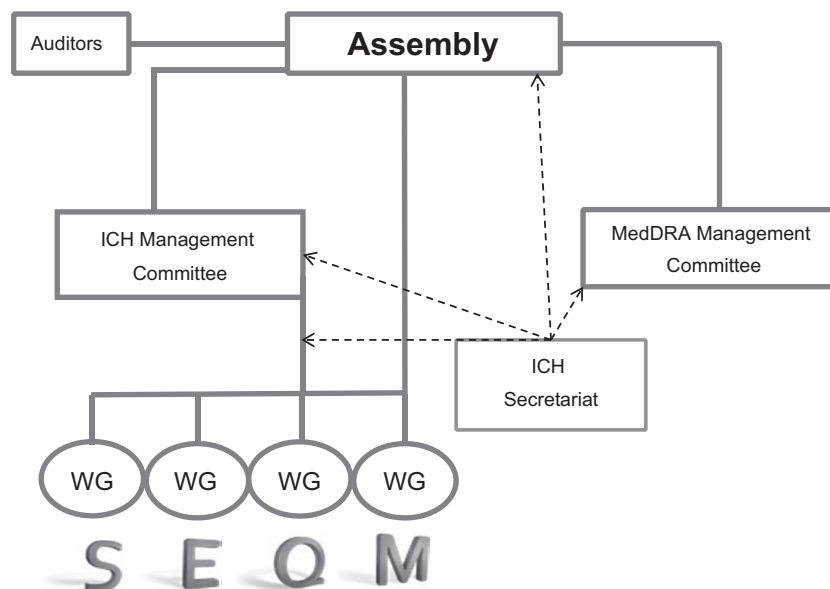 Auditors
Assembly
ICH Management
Committee
MedDRA Management
Committee
ICH
Secretariat
WG WG WG WG
S E Q M